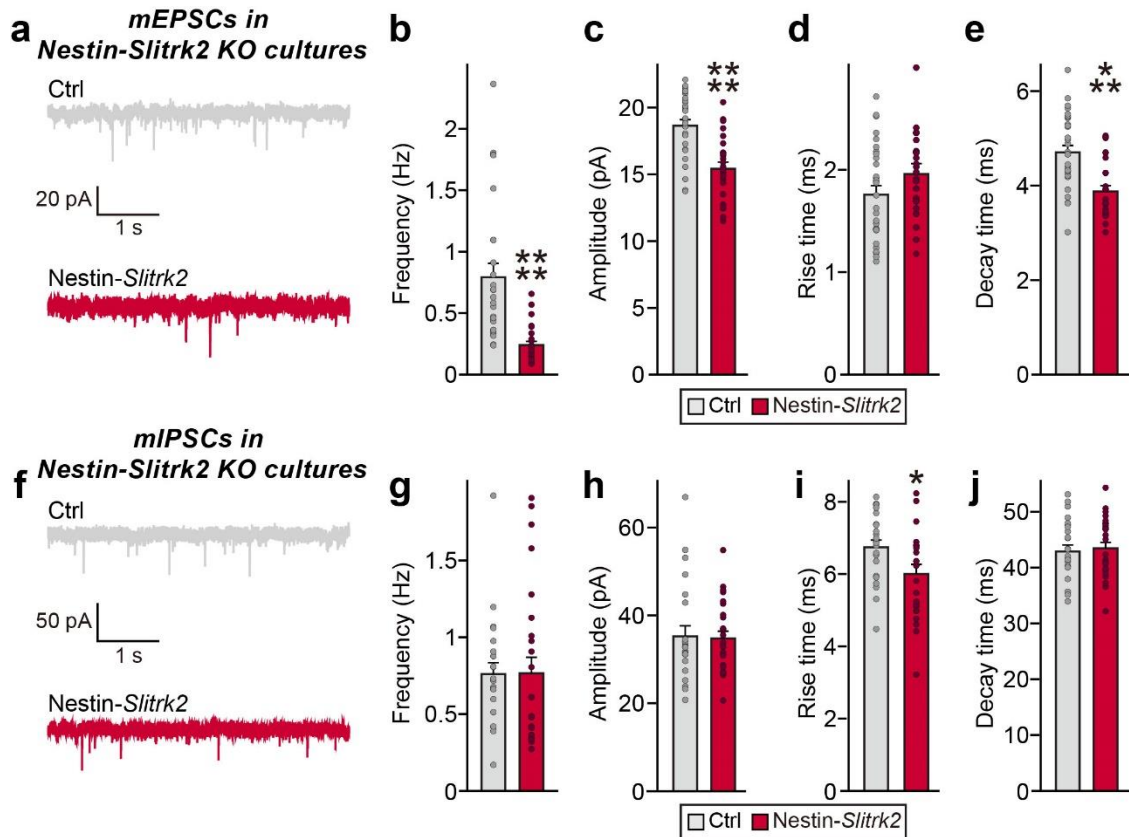 a
mEPSCs in
Nestin-Slitrk2 KO cultures
Ctrl
20 pA
1 s
Nestin-Slitrk2
b
Frequency (Hz)
2
1.5
1
0.5
0
****
c
Amplitude (pA)
20
15
10
5
0
****
d
Rise time (ms)
2
1
0
e
Decay time (ms)
6
4
2
0
***
Ctrl Nestin-Slitrk2
f
mIPSCs in
Nestin-Slitrk2 KO cultures
Ctrl
50 pA
1 s
Nestin-Slitrk2
g
Frequency (Hz)
1.5
1
0.5
0
h
Amplitude (pA)
60
40
20
0
i
Rise time (ms)
8
6
4
2
0
*
j
Decay time (ms)
50
40
30
20
10
0
Ctrl Nestin-Slitrk2